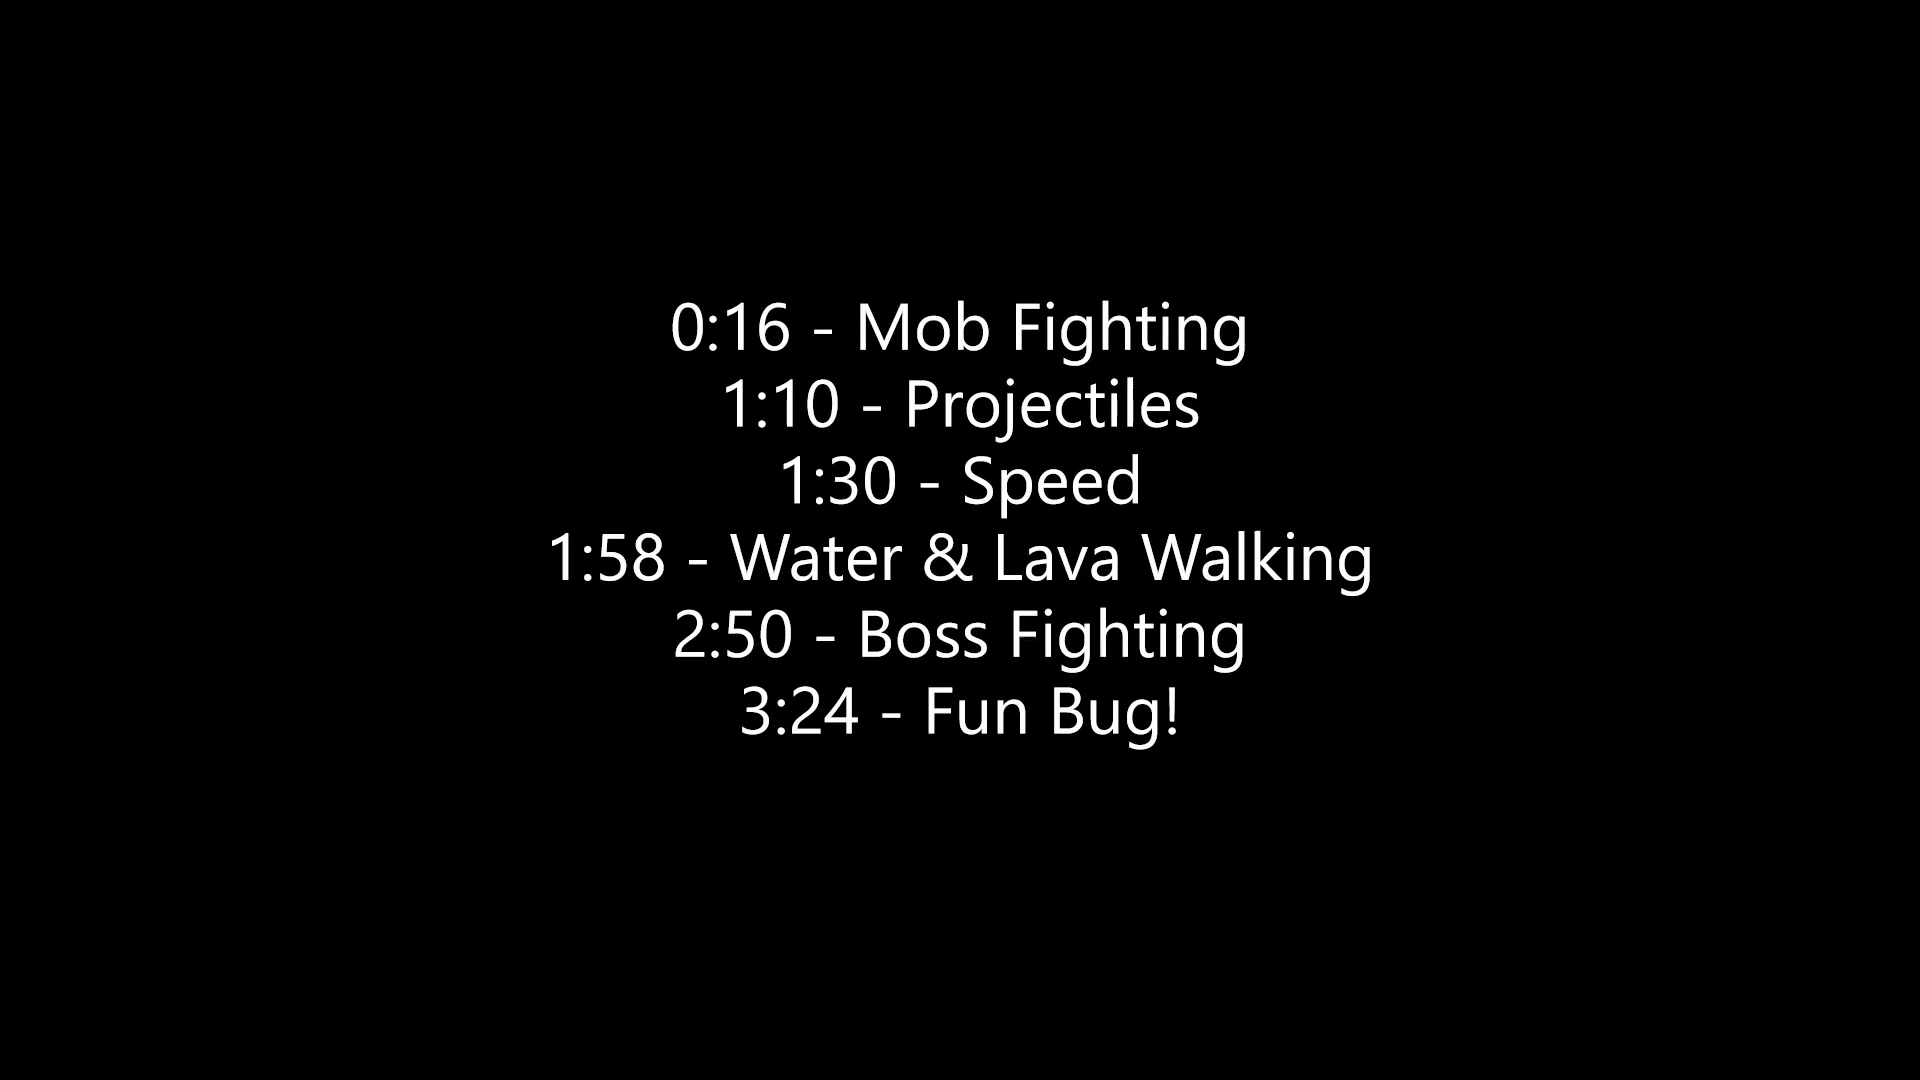 0:16 - Mob Fighting
1:10 - Projectiles
1:30 - Speed
1:58 - Water & Lava Walking
2:50 - Boss Fighting
3:24 - Fun Bug!